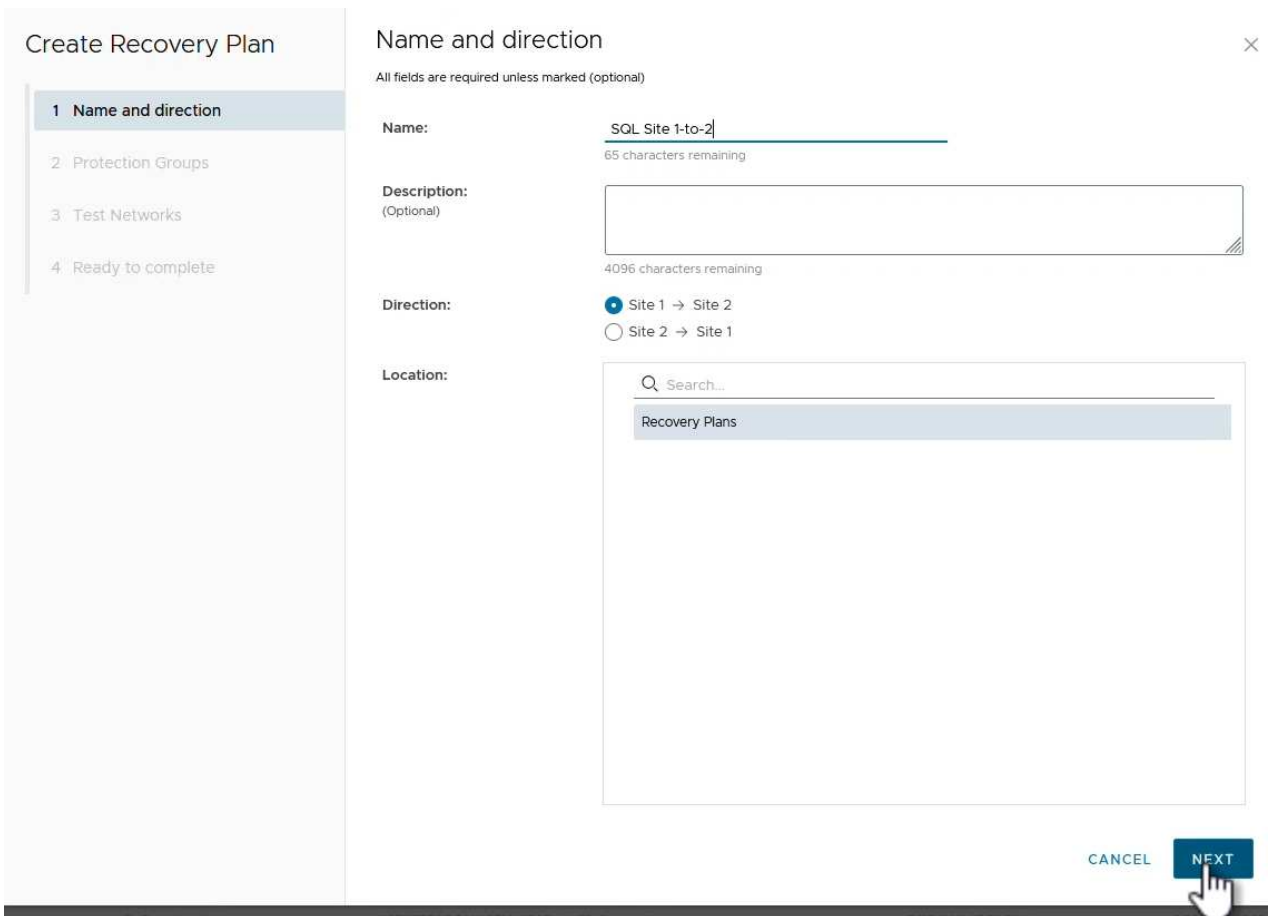 Create Recovery Plan
1 Name and direction
2 Protection Groups
3 Test Networks
4 Ready to complete
Name and direction
All fields are required unless marked (optional)
Name:
SQL Site 1-to-2
65 characters remaining
Description:
(Optional)
4096 characters remaining
Direction:
Site 1 → Site 2
Site 2 → Site 1
Location:
Search...
Recovery Plans
CANCEL
NEXT